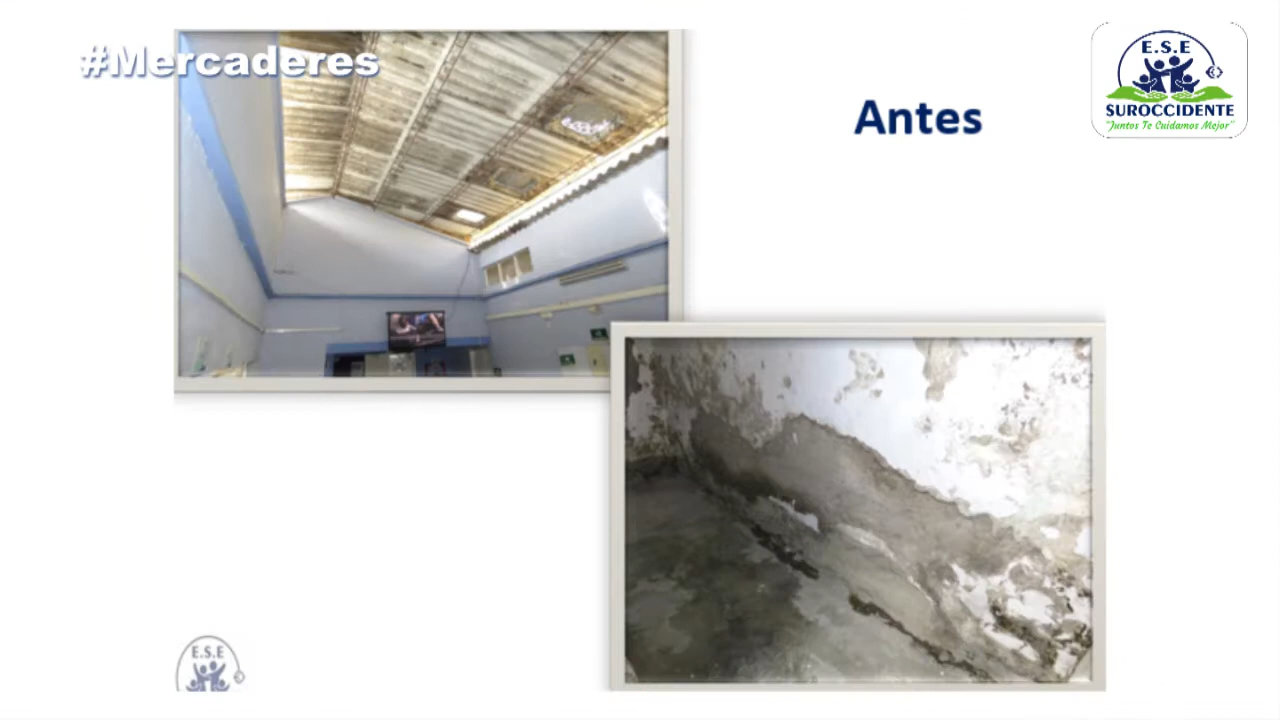 #Mercaderes
Antes
E.S.E
SUROCCIDENTE
"Juntos Te Cuidamos Mejor"
E.S.E